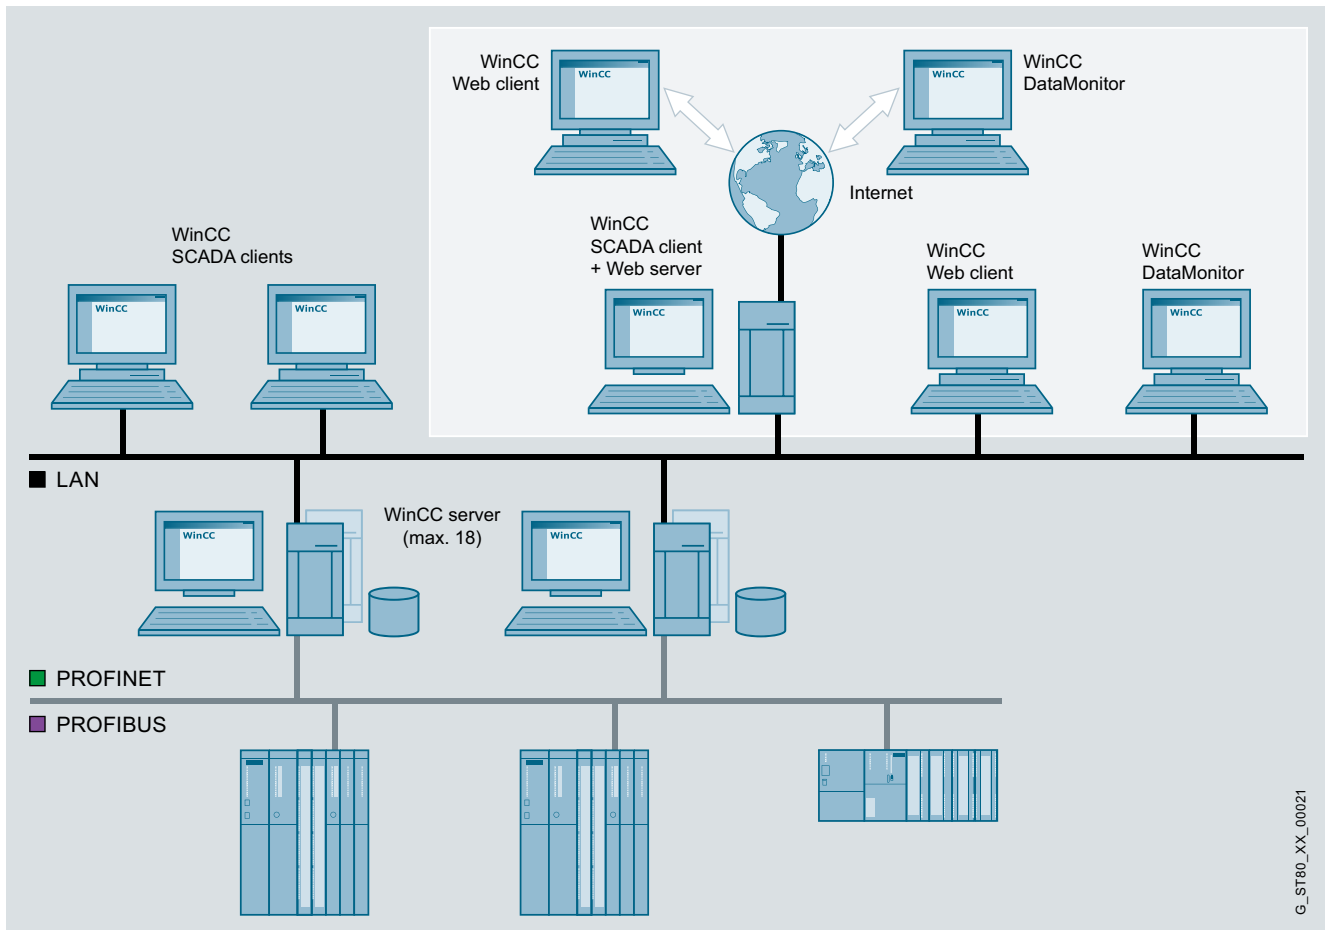 WinCC
Web client
WinCC
WinCC
WinCC
DataMonitor
Internet
WinCC
SCADA clients
WinCC
SCADA client
+ Web server
WinCC
Web client
WinCC
DataMonitor
WinCC
WinCC
WinCC
WinCC
WinCC
LAN
WinCC
WinCC server
(max. 18)
WinCC
PROFINET
PROFIBUS
G_ST80_XX_00021